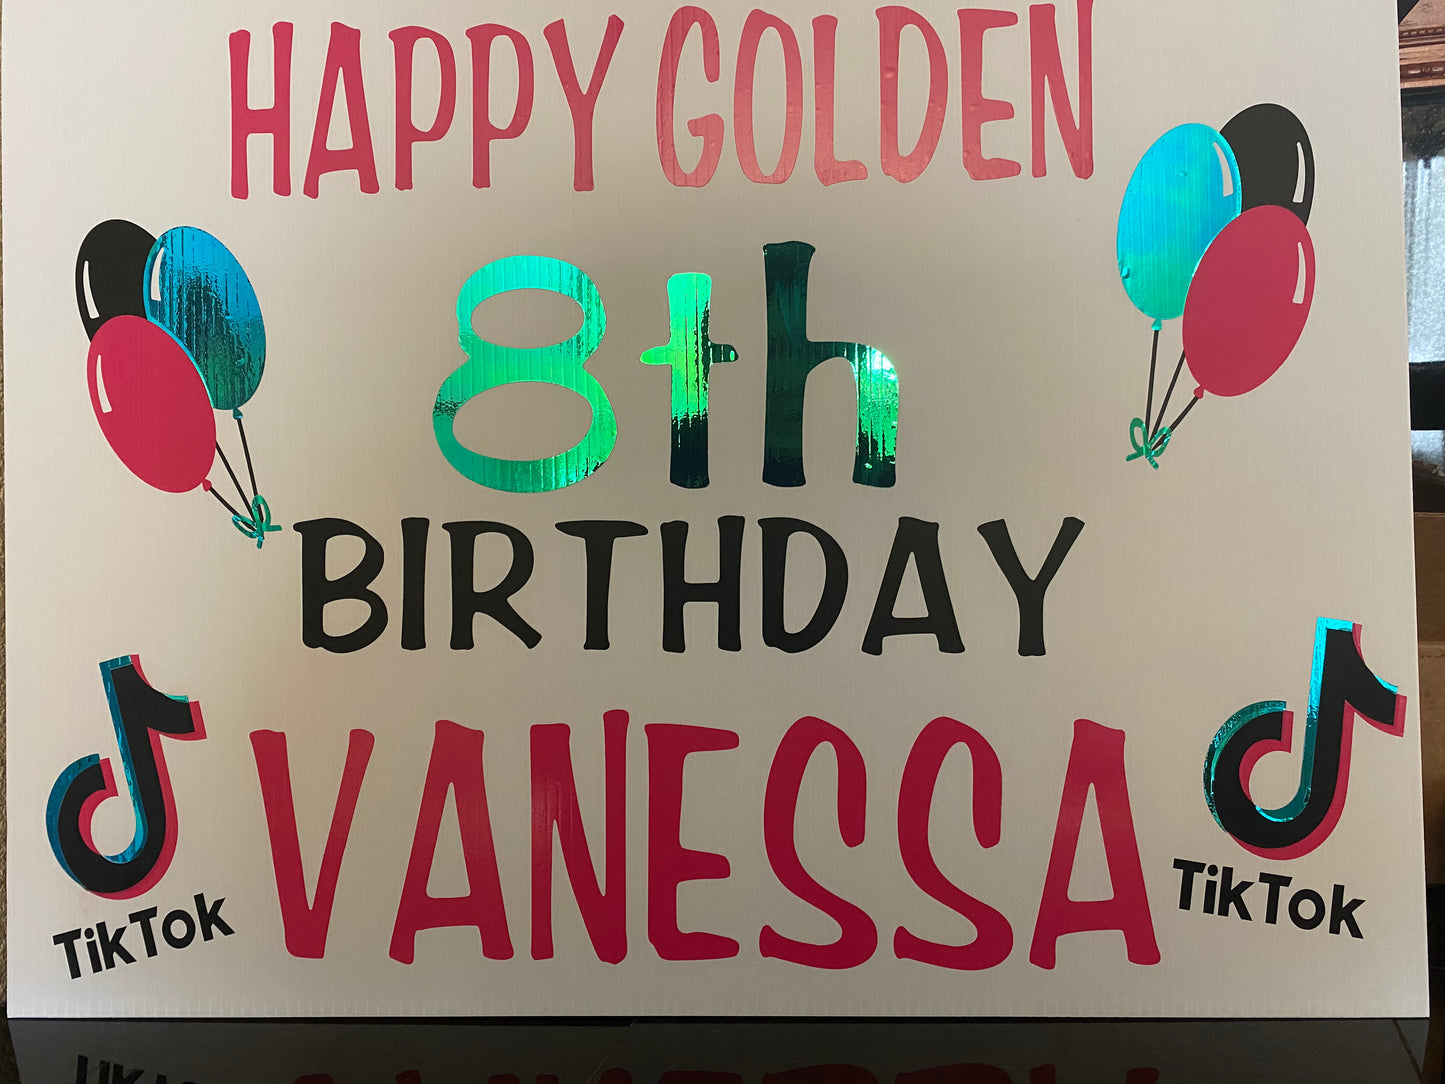 HAPPY GOLDEN
8th
BIRTHDAY
VANESSA
TikTok
TikTok